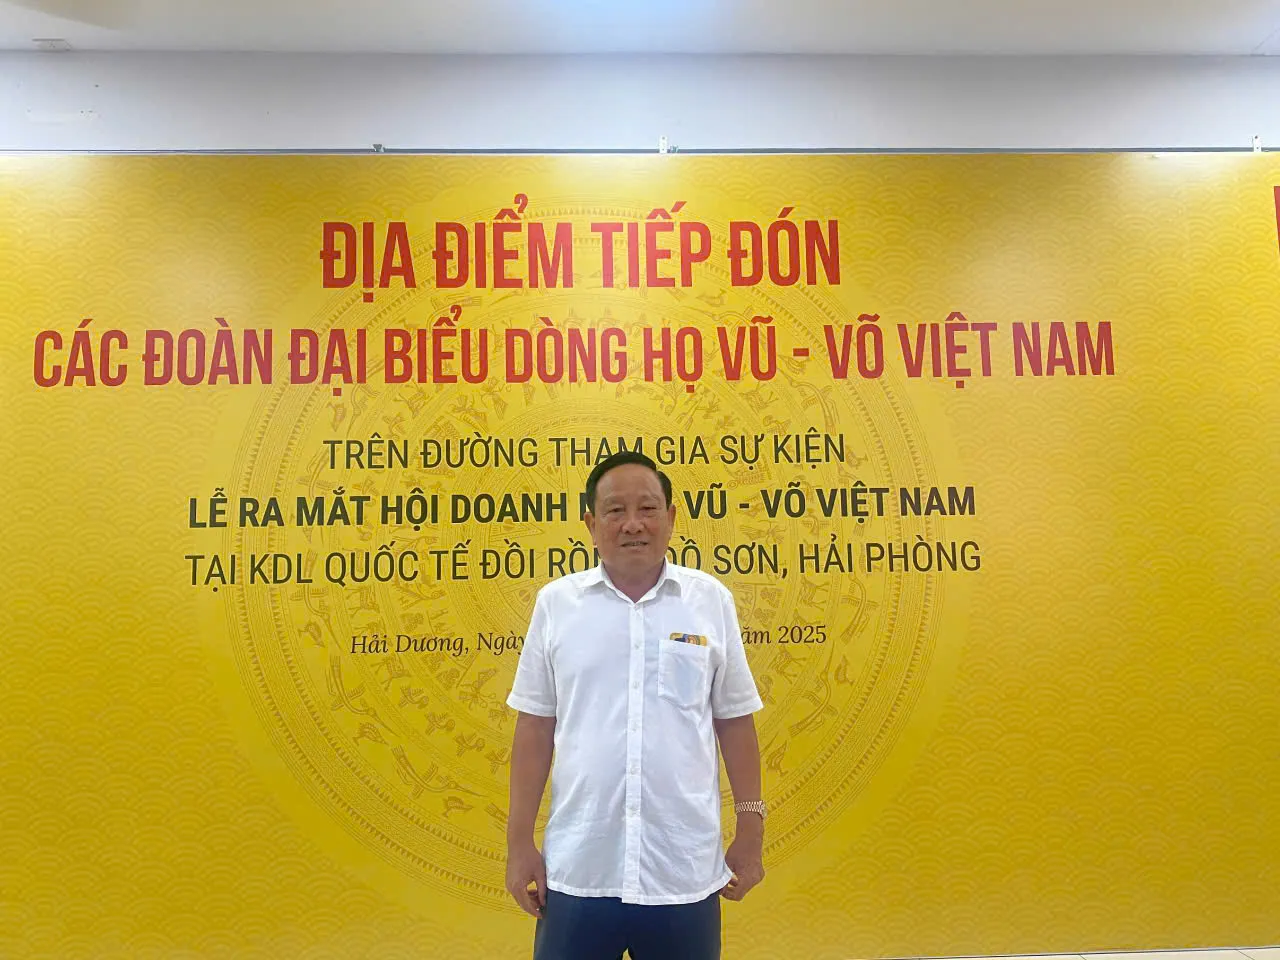 ĐỊA ĐIỂM TIẾP ĐÓN
CÁC ĐOÀN ĐẠI BIỂU DÒNG HỌ VŨ - VÕ VIỆT NAM
TRÊN ĐƯỜNG THAM GIA SỰ KIỆN
LỄ RA MẮT HỘI DOANH VŨ - VÕ VIỆT NAM
TẠI KDL QUỐC TẾ ĐỒI ĐỒ SƠN, HẢI PHÒNG
Hải Dương, Ngày 2025